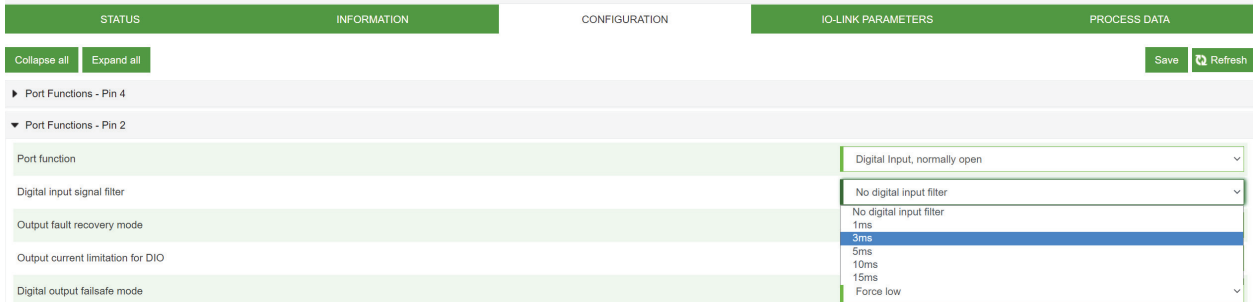 STATUS INFORMATION CONFIGURATION IO-LINK PARAMETERS PROCESS DATA
Collapse all Expand all Save Refresh
Port Functions - Pin 4
Port Functions - Pin 2
Port function Digital Input, normally open
Digital input signal filter No digital input filter
No digital input filter
Output fault recovery mode 1ms
3ms
5ms
Output current limitation for DIO 10ms
15ms
Digital output failsafe mode Force low